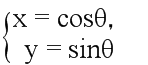 x = cosθ,
y = sinθ